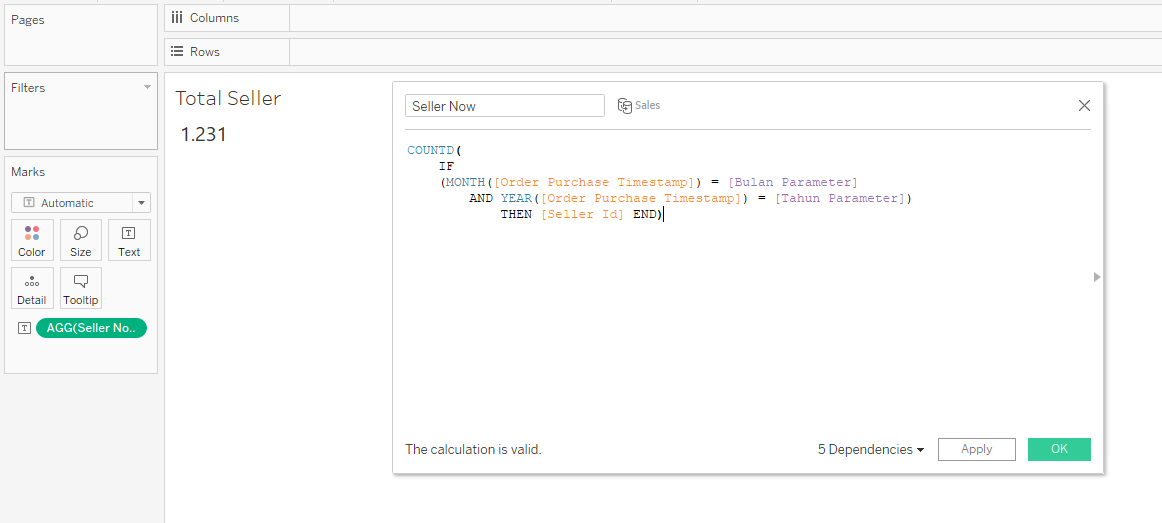 Pages
Columns
Rows
Filters
Total Seller
1.231
Marks
Automatic
Color
Size
Text
Detail
Tooltip
AGG(Seller No..
Seller Now
Sales
COUNTD(
IF
(MONTH([Order Purchase Timestamp]) = [Bulan Parameter]
AND YEAR([Order Purchase Timestamp]) = [Tahun Parameter])
THEN [Seller Id] END)
The calculation is valid.
5 Dependencies
Apply
OK